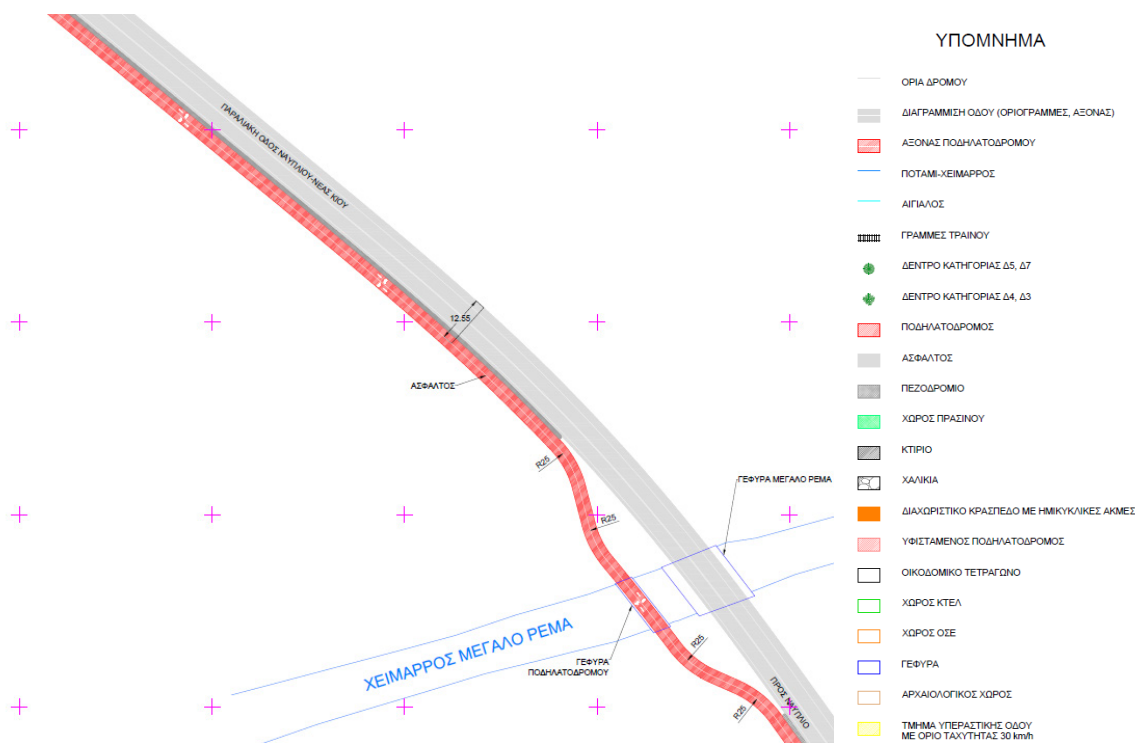 ΠΑΡΑΛΙΑΚΗ ΟΔΟΣ ΝΑΥΠΛΙΟΥ-ΝΕΑΣ ΚΙΟΥ
12.55
ΑΣΦΑΛΤΟΣ
R25
R25
ΓΕΦΥΡΑ ΜΕΓΑΛΟ ΡΕΜΑ
ΧΕΙΜΑΡΡΟΣ ΜΕΓΑΛΟ ΡΕΜΑ
ΓΕΦΥΡΑ
ΠΟΔΗΛΑΤΟΔΡΟΜΟΥ
R25
R25
ΠΡΟΣ ΝΑΥΠΛΙΟ
ΥΠΟΜΝΗΜΑ
ΟΡΙΑ ΔΡΟΜΟΥ
ΔΙΑΓΡΑΜΜΙΣΗ ΟΔΟΥ (ΟΡΙΟΓΡΑΜΜΕΣ, ΑΞΟΝΑΣ)
ΑΞΟΝΑΣ ΠΟΔΗΛΑΤΟΔΡΟΜΟΥ
ΠΟΤΑΜΙ-ΧΕΙΜΑΡΡΟΣ
ΑΙΓΙΑΛΟΣ
ΓΡΑΜΜΕΣ ΤΡΑΙΝΟΥ
ΔΕΝΤΡΟ ΚΑΤΗΓΟΡΙΑΣ Δ5, Δ7
ΔΕΝΤΡΟ ΚΑΤΗΓΟΡΙΑΣ Δ4, Δ3
ΠΟΔΗΛΑΤΟΔΡΟΜΟΣ
ΑΣΦΑΛΤΟΣ
ΠΕΖΟΔΡΟΜΙΟ
ΧΩΡΟΣ ΠΡΑΣΙΝΟΥ
ΚΤΙΡΙΟ
ΧΑΛΙΚΙΑ
ΔΙΑΧΩΡΙΣΤΙΚΟ ΚΡΑΣΠΕΔΟ ΜΕ ΗΜΙΚΥΚΛΙΚΕΣ ΑΚΜΕΣ
ΥΦΙΣΤΑΜΕΝΟΣ ΠΟΔΗΛΑΤΟΔΡΟΜΟΣ
ΟΙΚΟΔΟΜΙΚΟ ΤΕΤΡΑΓΩΝΟ
ΧΩΡΟΣ ΚΤΕΛ
ΧΩΡΟΣ ΟΣΕ
ΓΕΦΥΡΑ
ΑΡΧΑΙΟΛΟΓΙΚΟΣ ΧΩΡΟΣ
ΤΜΗΜΑ ΥΠΕΡΑΣΤΙΚΗΣ ΟΔΟΥ
ΜΕ ΟΡΙΟ ΤΑΧΥΤΗΤΑΣ 30 km/h